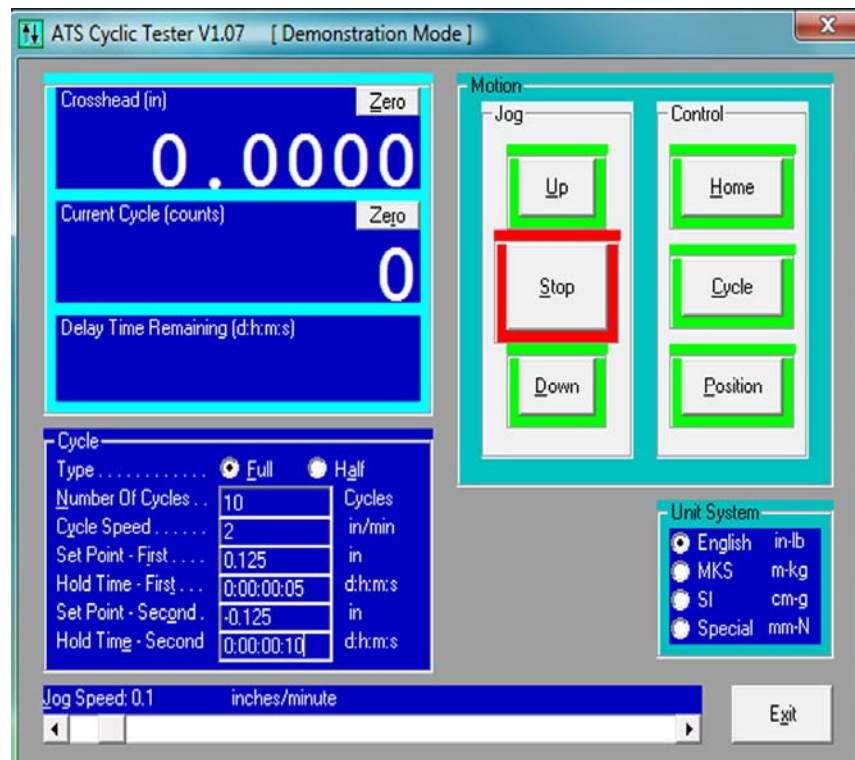 ATS Cyclic Tester V1.07 [ Demonstration Mode ]
X
Crosshead (in)
Zero
0.0000
Current Cycle (counts)
Zero
0
Delay Time Remaining (d:h:m:s)
Motion
Jog
Up
Stop
Down
Control
Home
Cycle
Position
Cycle
Type . . . . . . . . . . . . Full Half
Number Of Cycles . . 10 Cycles
Cycle Speed . . . . . . 2 in/min
Set Point - First . . . . 0.125 in
Hold Time - First . . . 0:00:00:05 d:h:m:s
Set Point - Second . -0.125 in
Hold Time - Second 0:00:00:10 d:h:m:s
Unit System
English in-lb
MKS m-kg
SI cm-g
Special mm-N
Jog Speed: 0.1 inches/minute
Exit